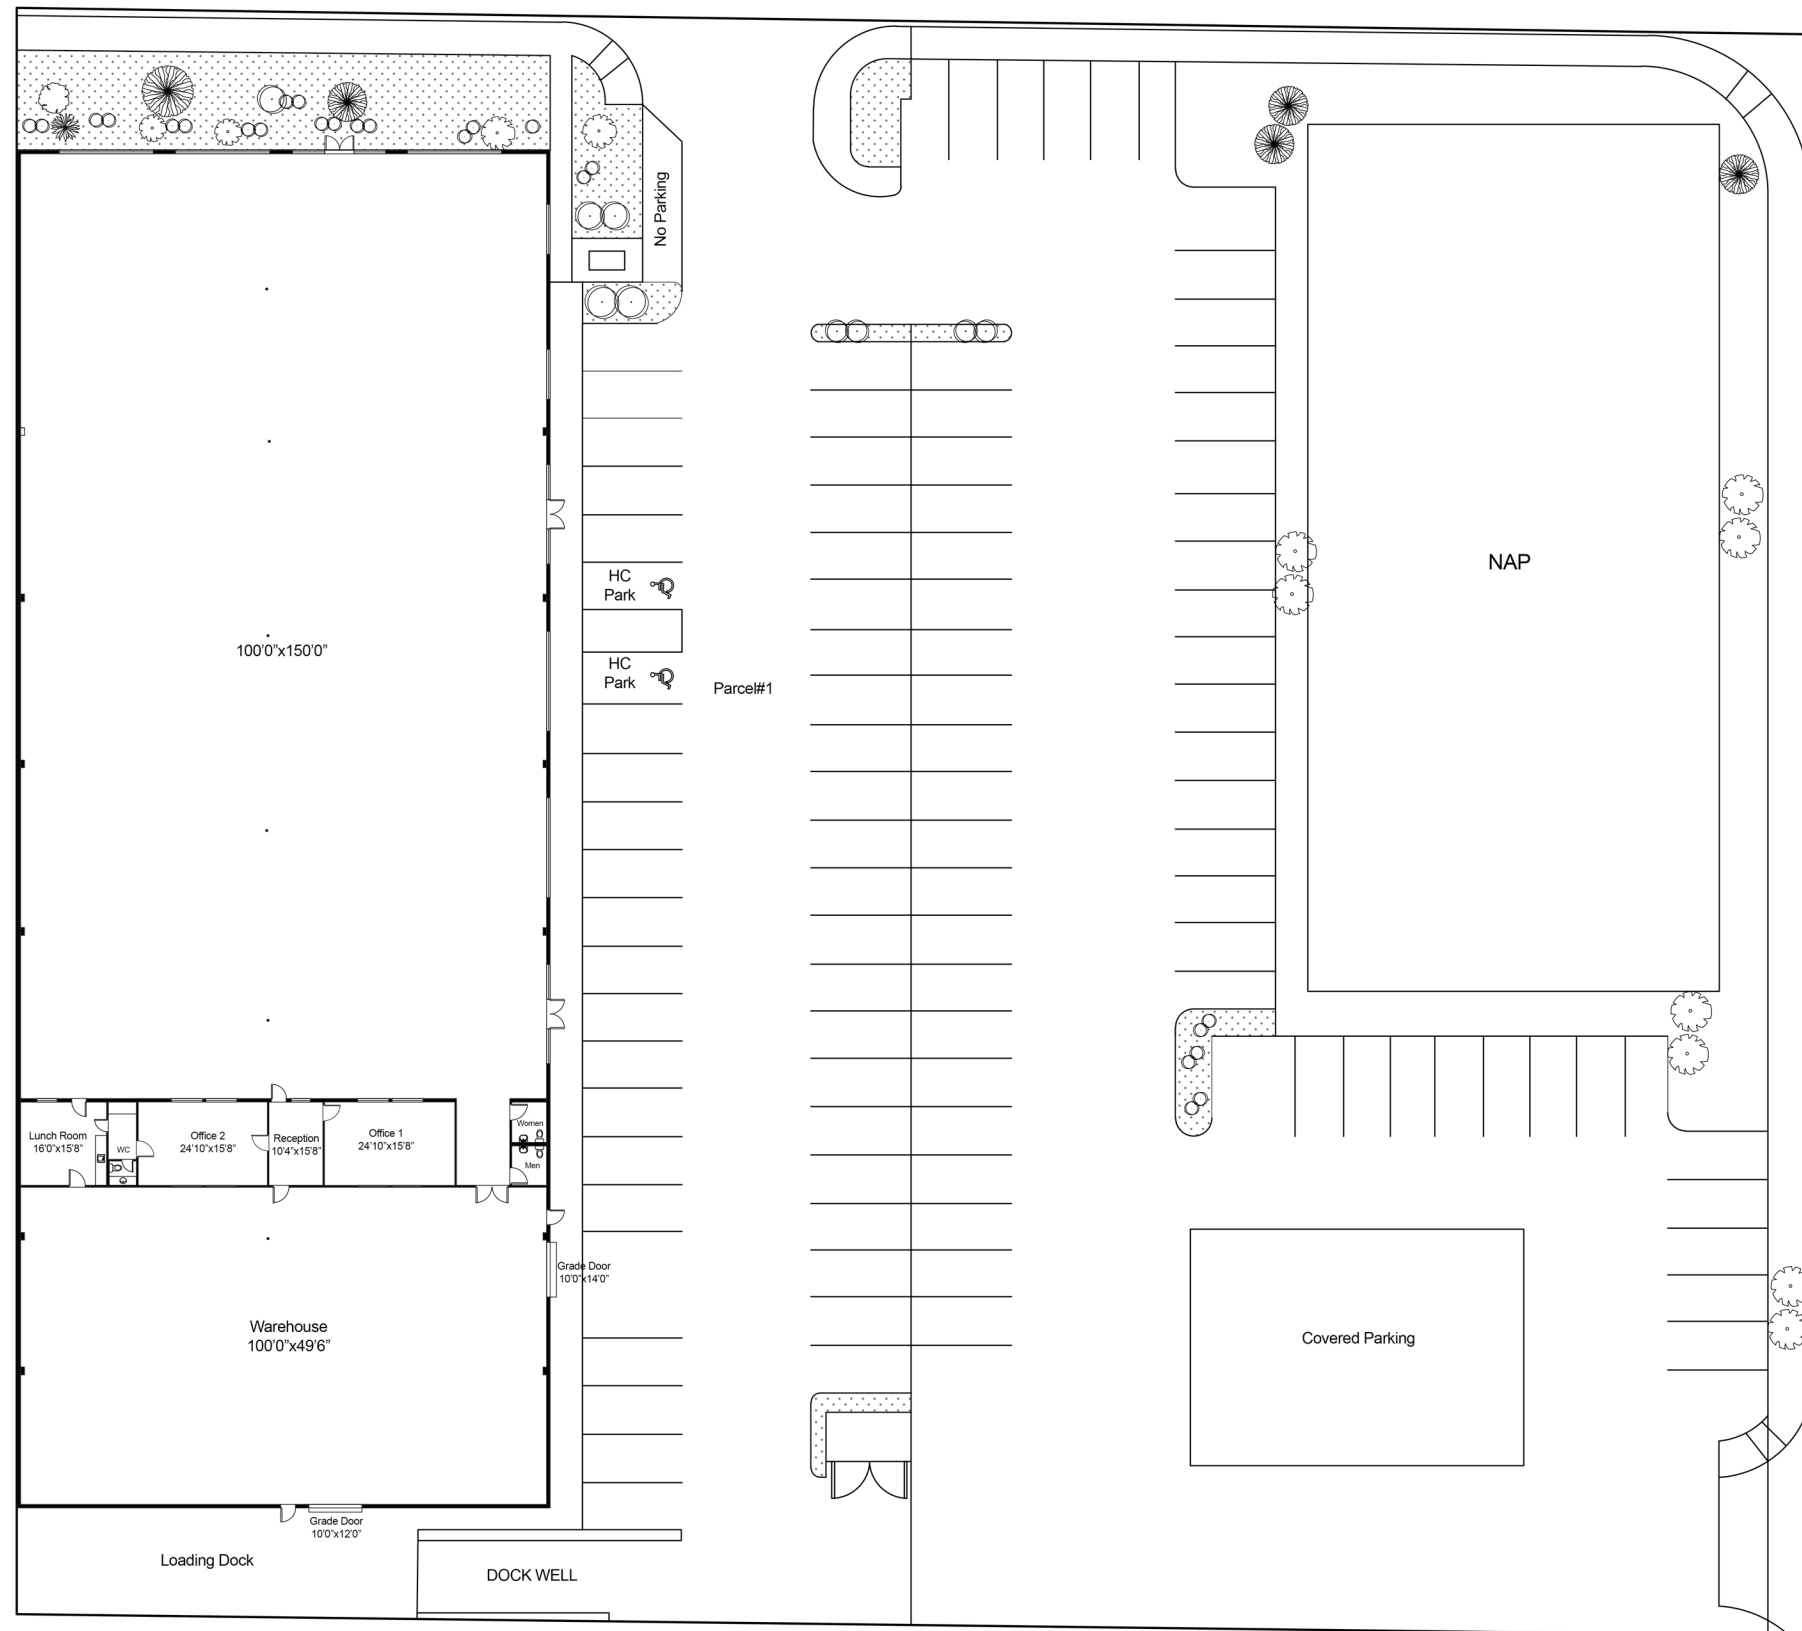 No Parking
HC
Park
NAP
100'0"x150'0"
HC
Park
Parcel#1
Lunch Room
16'0"x15'8"
WC
Office 2
24'10"x15'8"
Reception
10'4"x15'8"
Office 1
24'10"x15'8"
Women
Men
Grade Door
10'0"x14'0"
Warehouse
100'0"x49'6"
Covered Parking
Grade Door
10'0"x12'0"
Loading Dock
DOCK WELL